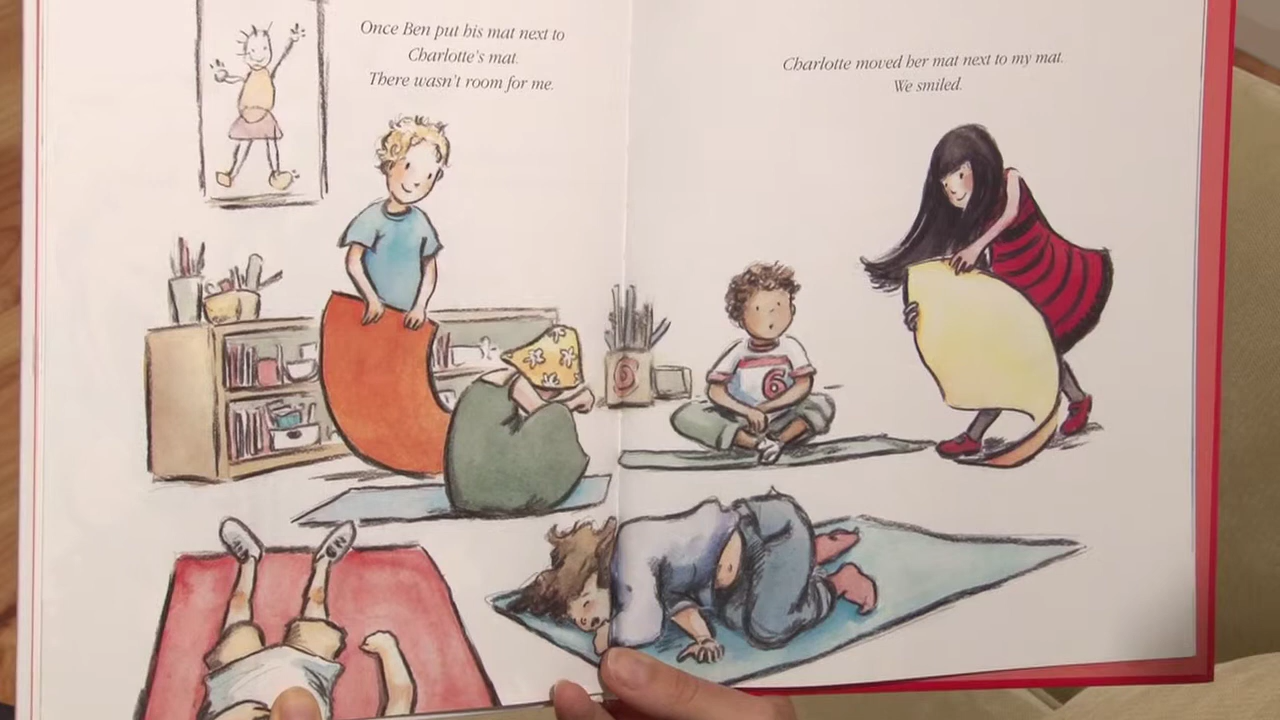 Once Ben put his mat next to
Charlotte's mat.
There wasn't room for me.
Charlotte moved her mat next to my mat.
We smiled.
6